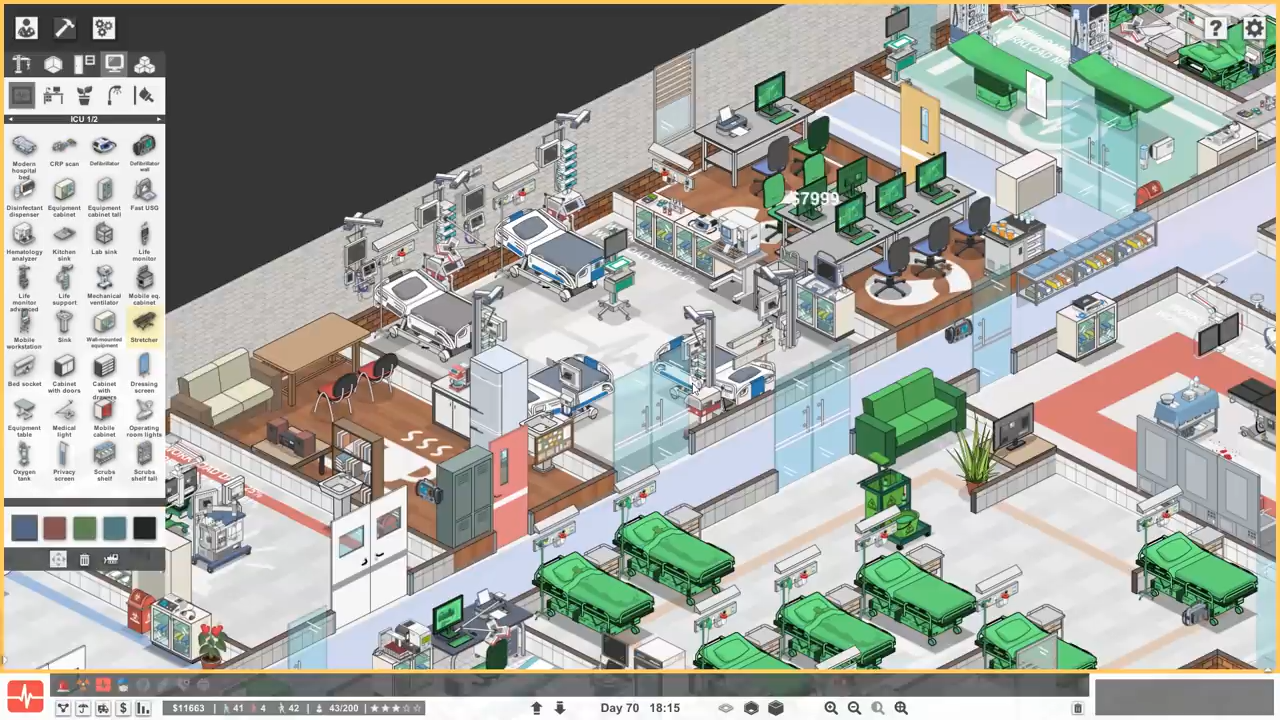 ?
ICU 1/2
Modern hospital bed
CRP scan
Defibrillator
Defibrillator wall
Disinfectant dispenser
Equipment cabinet
Equipment cabinet tall
Fast USG
Hematology analyzer
Kitchen sink
Lab sink
Life monitor
Life monitor advanced
Life support
Mechanical ventilator
Mobile eq. cabinet
Mobile workstation
Sink
Wall-mounted equipment
Stretcher
Bed socket
Cabinet with doors
Cabinet with drawers
Dressing screen
Equipment table
Medical light
Mobile cabinet
Operating room lights
Oxygen tank
Privacy screen
Scrubs shelf
Scrubs shelf tall
$7999
$11663
41
4
42
43/200
Day 70
18:15